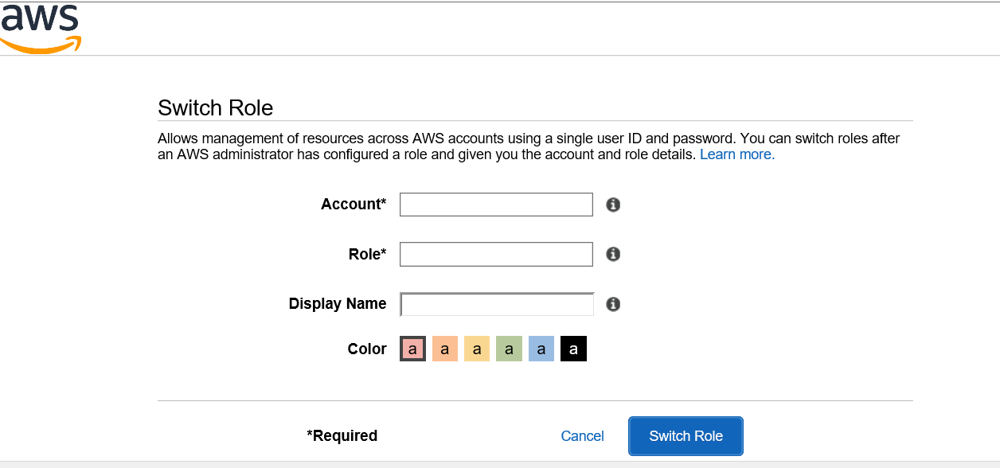 aws
Switch Role
Allows management of resources across AWS accounts using a single user ID and password. You can switch roles after
an AWS administrator has configured a role and given you the account and role details. Learn more.
Account*
Role*
Display Name
Color a a a a a a
*Required Cancel Switch Role